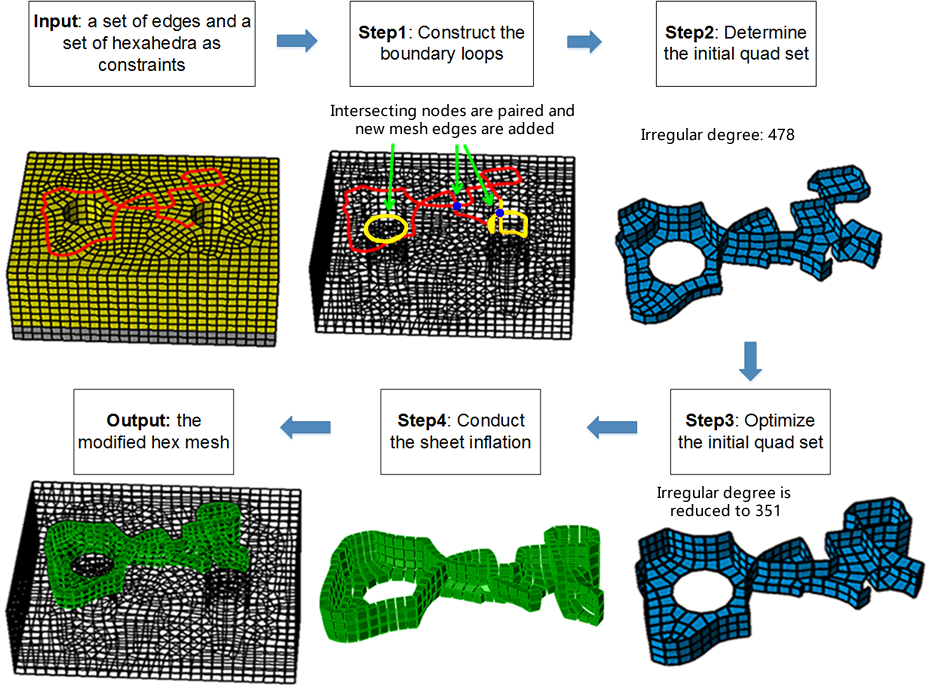 Input: a set of edges and a
set of hexahedra as
constraints
Step1: Construct the
boundary loops
Step2: Determine
the initial quad set
Intersecting nodes are paired and
new mesh edges are added
Irregular degree: 478
Output: the
modified hex mesh
Step4: Conduct
the sheet inflation
Step3: Optimize
the initial quad set
Irregular degree is
reduced to 351